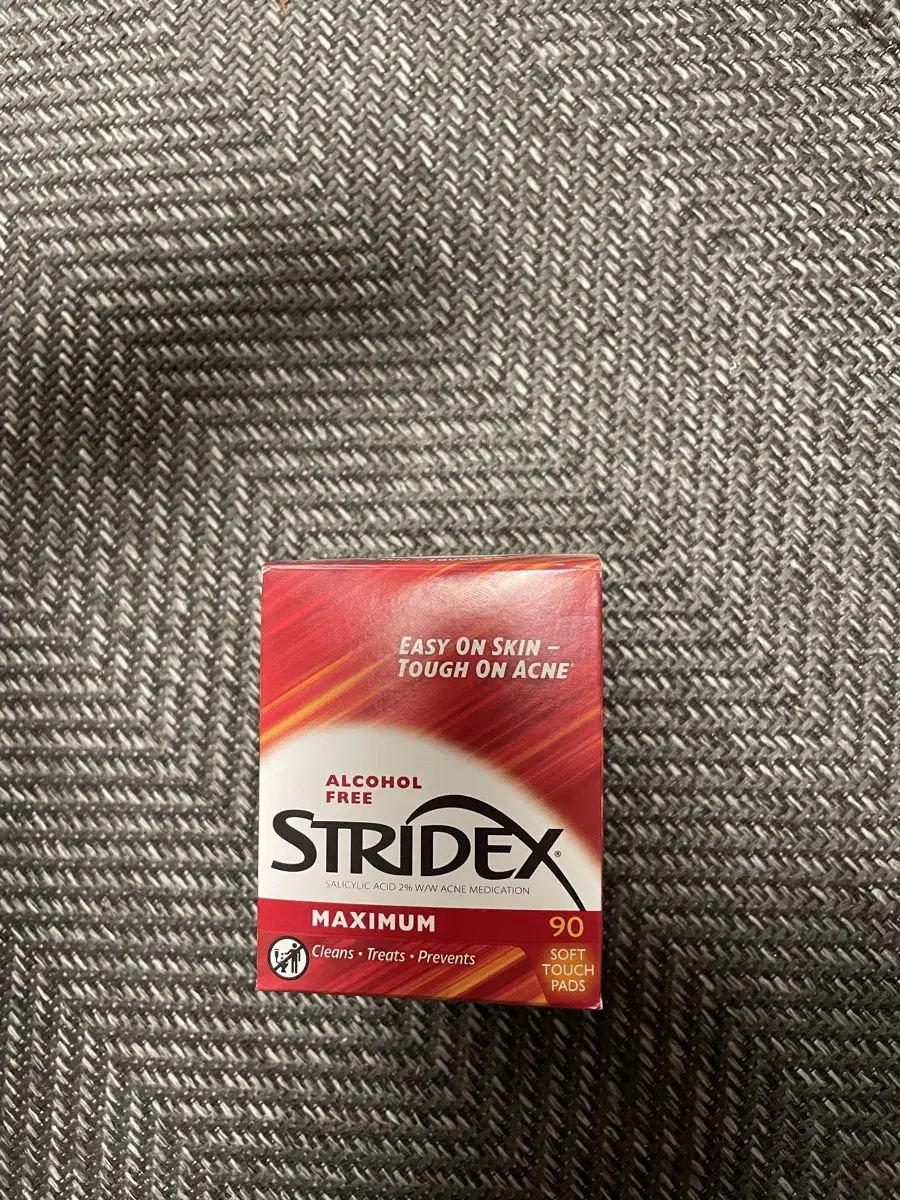 EASY ON SKIN –
TOUGH ON ACNE®
ALCOHOL
FREE
STRIDEX®
SALICYLIC ACID 2% W/W ACNE MEDICATION
MAXIMUM
90
Cleans • Treats • Prevents
SOFT
TOUCH
PADS